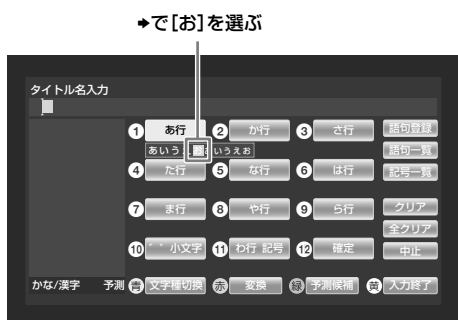 ➧で[お]を選ぶ
タイトル名入力
① あ行 ② か行 ③ さ行 語句登録
あいうえおぁぃぅぇぉ 語句一覧
④ た行 ⑤ な行 ⑥ は行 記号一覧
⑦ ま行 ⑧ や行 ⑨ ら行 クリア
全クリア
⑩ ゛゜小文字 ⑪ わ行 記号 ⑫ 確定 中止
かな/漢字 予測 青 文字種切換 赤 変換 緑 予測候補 黄 入力終了